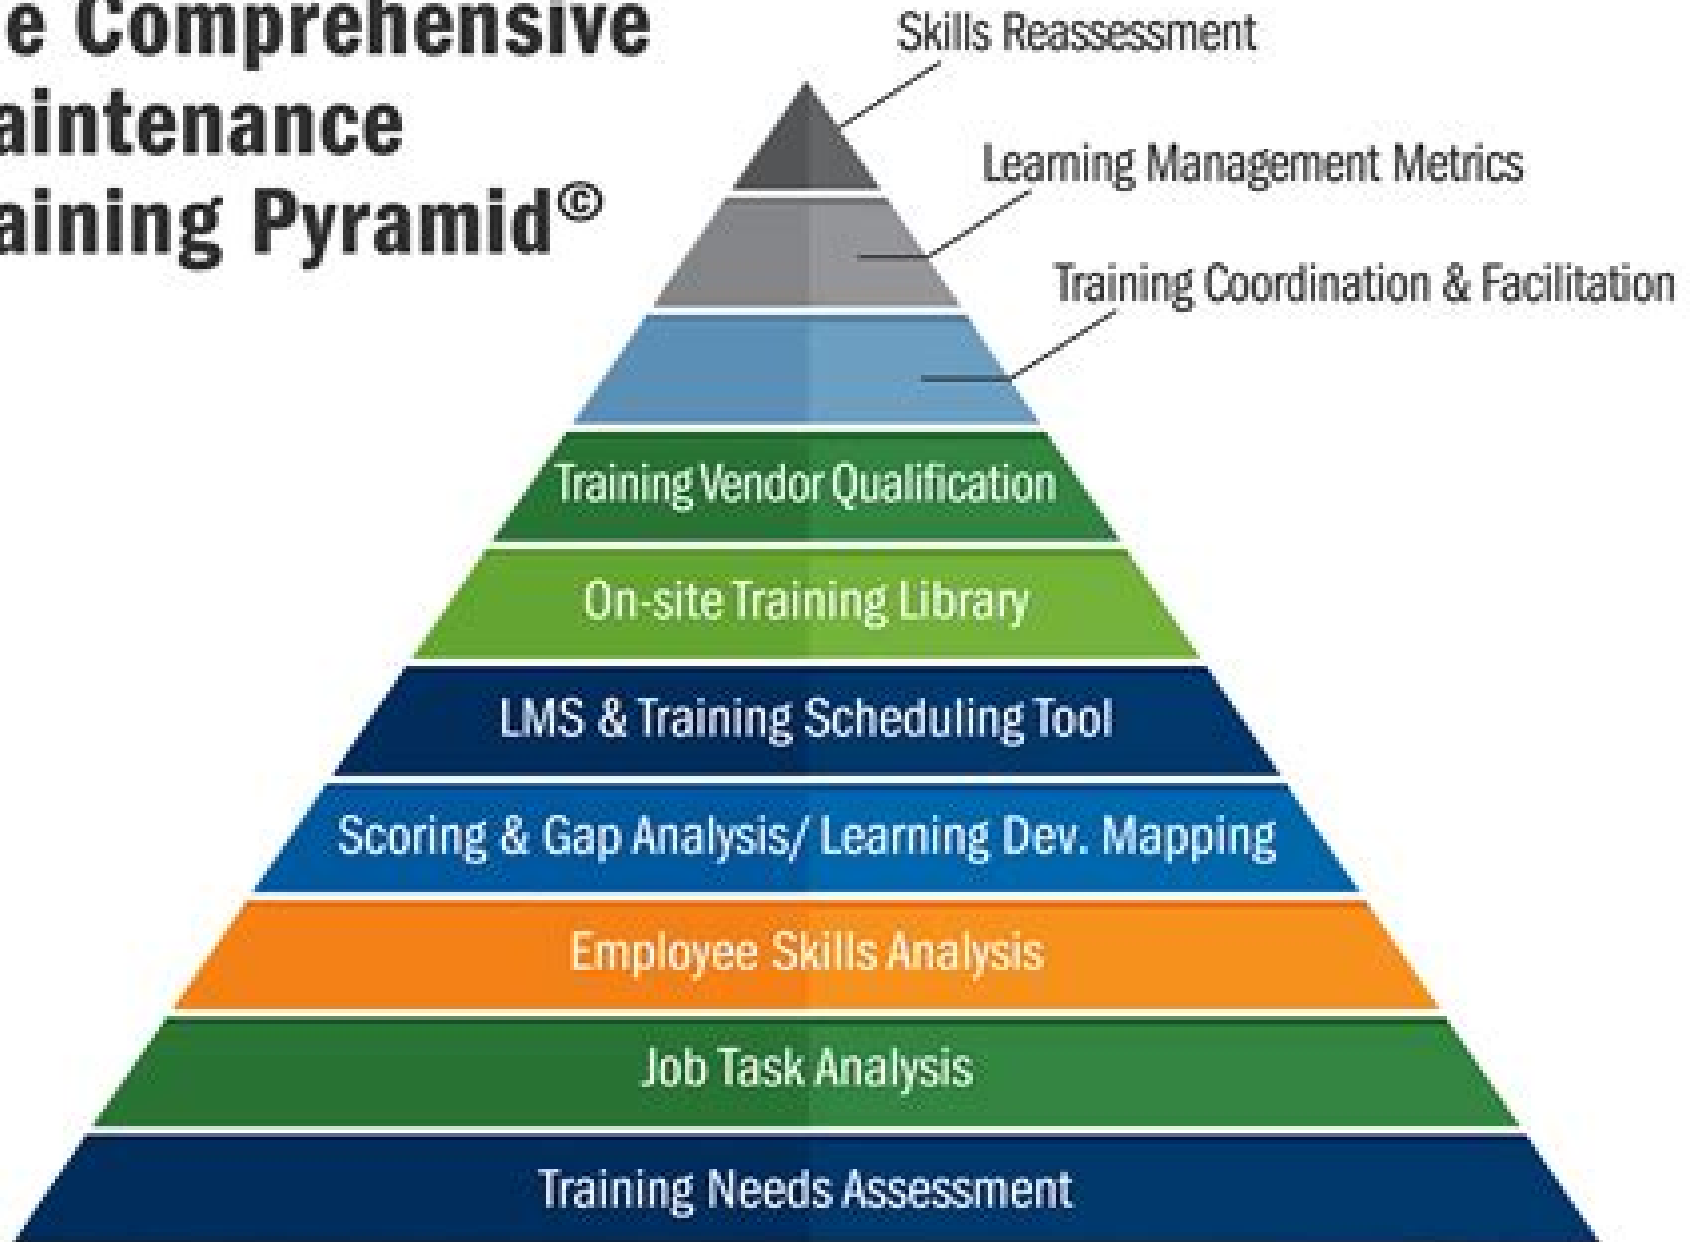 e Comprehensive
aintenance
aining Pyramid©
Skills Reassessment
Learning Management Metrics
Training Coordination & Facilitation
Training Vendor Qualification
On-site Training Library
LMS & Training Scheduling Tool
Scoring & Gap Analysis/ Learning Dev. Mapping
Employee Skills Analysis
Job Task Analysis
Training Needs Assessment